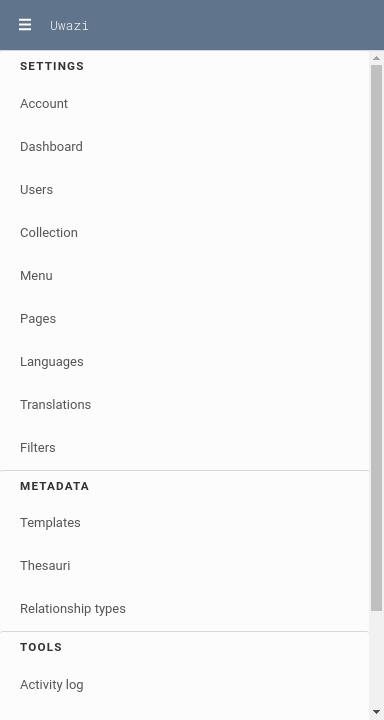 Uwazi
SETTINGS
Account
Dashboard
Users
Collection
Menu
Pages
Languages
Translations
Filters
METADATA
Templates
Thesauri
Relationship types
TOOLS
Activity log